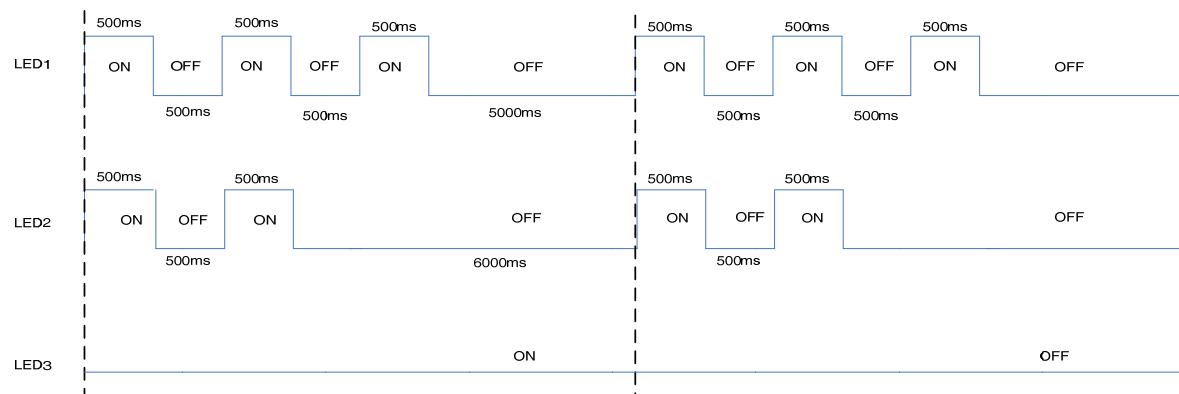 500ms 500ms 500ms 500ms 500ms 500ms
LED1 ON OFF ON OFF ON OFF ON OFF ON OFF ON OFF
500ms 500ms 5000ms 500ms 500ms
500ms 500ms 500ms 500ms
LED2 ON OFF ON OFF ON OFF ON OFF
500ms 6000ms 500ms
LED3 ON OFF